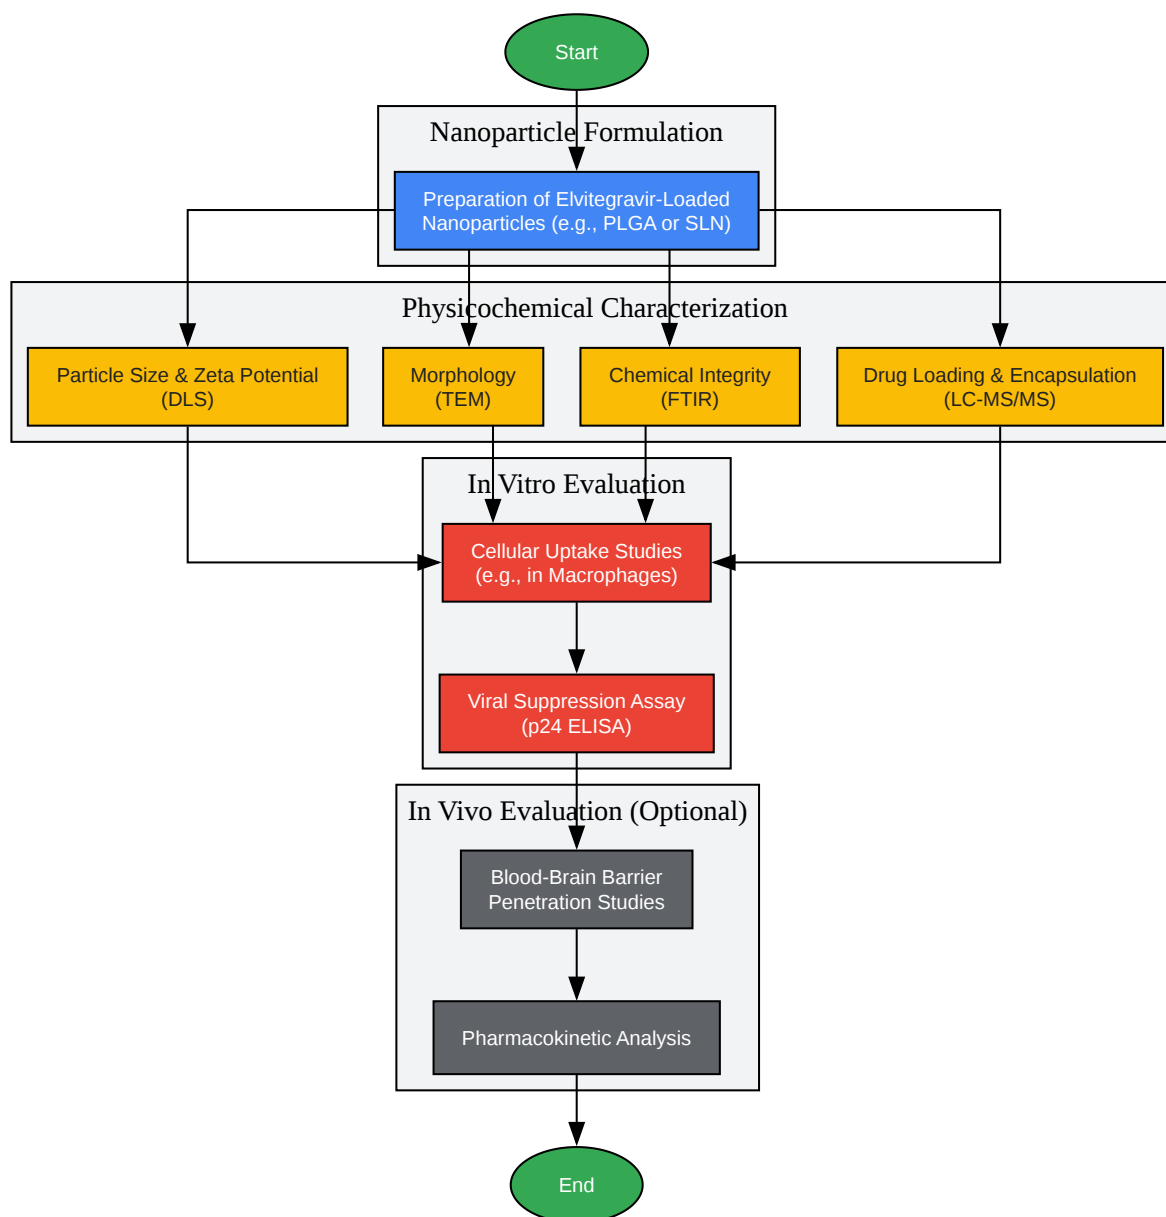 Start
Nanoparticle Formulation
Preparation of Elvitegravir-Loaded
Nanoparticles (e.g., PLGA or SLN)
Physicochemical Characterization
Particle Size & Zeta Potential
(DLS)
Morphology
(TEM)
Chemical Integrity
(FTIR)
Drug Loading & Encapsulation
(LC-MS/MS)
In Vitro Evaluation
Cellular Uptake Studies
(e.g., in Macrophages)
Viral Suppression Assay
(p24 ELISA)
In Vivo Evaluation (Optional)
Blood-Brain Barrier
Penetration Studies
Pharmacokinetic Analysis
End